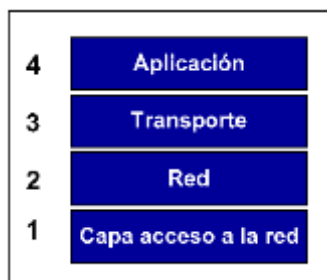 4 Aplicación
3 Transporte
2 Red
1 Capa acceso a la red